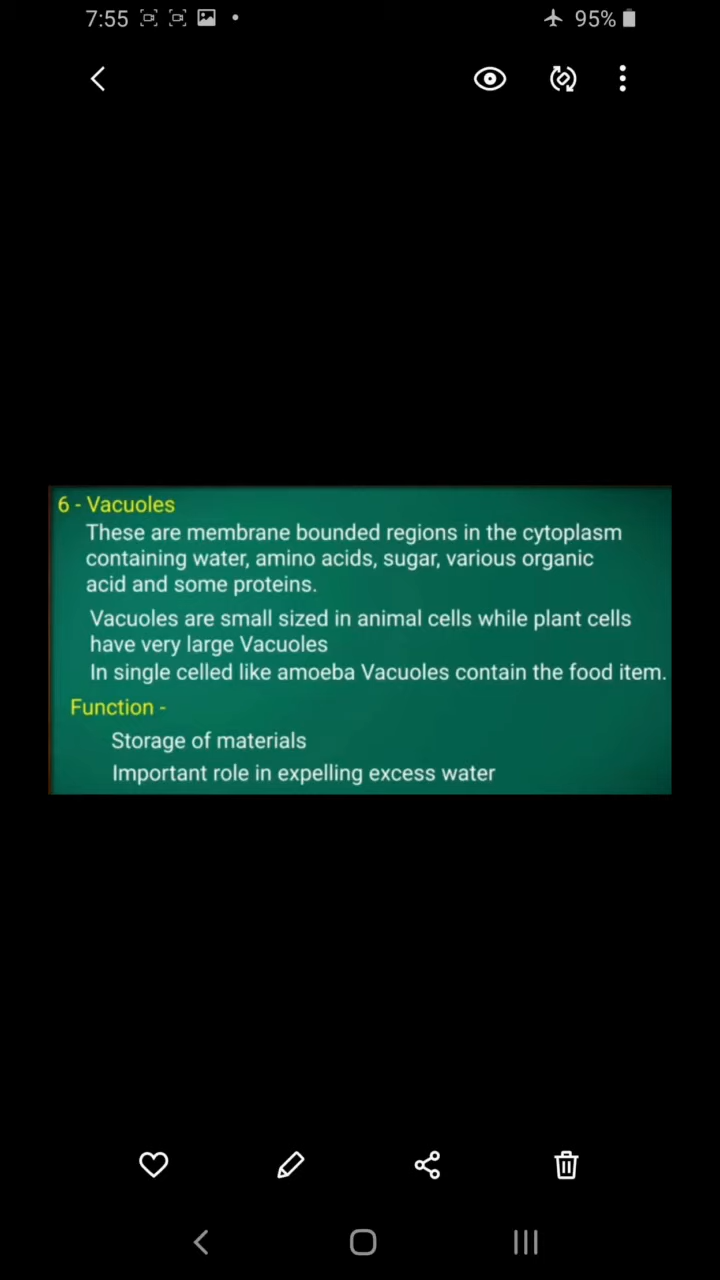 7:55
95%
6 - Vacuoles
These are membrane bounded regions in the cytoplasm
containing water, amino acids, sugar, various organic
acid and some proteins.
Vacuoles are small sized in animal cells while plant cells
have very large Vacuoles
In single celled like amoeba Vacuoles contain the food item.
Function -
Storage of materials
Important role in expelling excess water